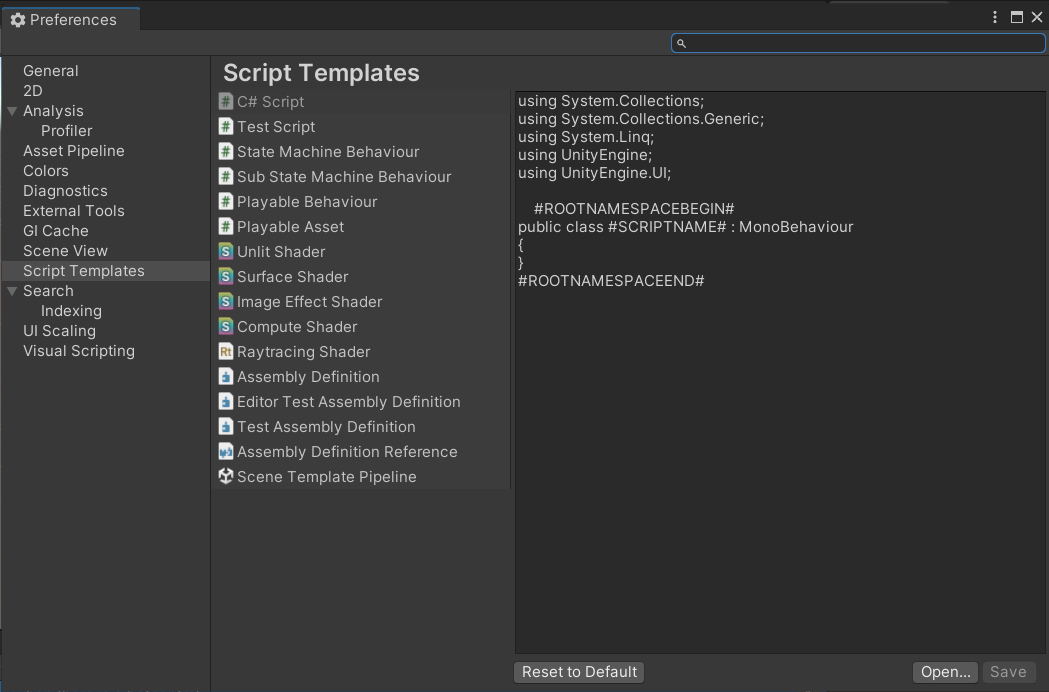 Preferences
General
2D
Analysis
Profiler
Asset Pipeline
Colors
Diagnostics
External Tools
GI Cache
Scene View
Script Templates
Search
Indexing
UI Scaling
Visual Scripting
Script Templates
C# Script
Test Script
State Machine Behaviour
Sub State Machine Behaviour
Playable Behaviour
Playable Asset
Unlit Shader
Surface Shader
Image Effect Shader
Compute Shader
Raytracing Shader
Assembly Definition
Editor Test Assembly Definition
Test Assembly Definition
Assembly Definition Reference
Scene Template Pipeline
using System.Collections;
using System.Collections.Generic;
using System.Linq;
using UnityEngine;
using UnityEngine.UI;
#ROOTNAMESPACEBEGIN#
public class #SCRIPTNAME# : MonoBehaviour
{
}
#ROOTNAMESPACEEND#
Reset to Default
Open...
Save